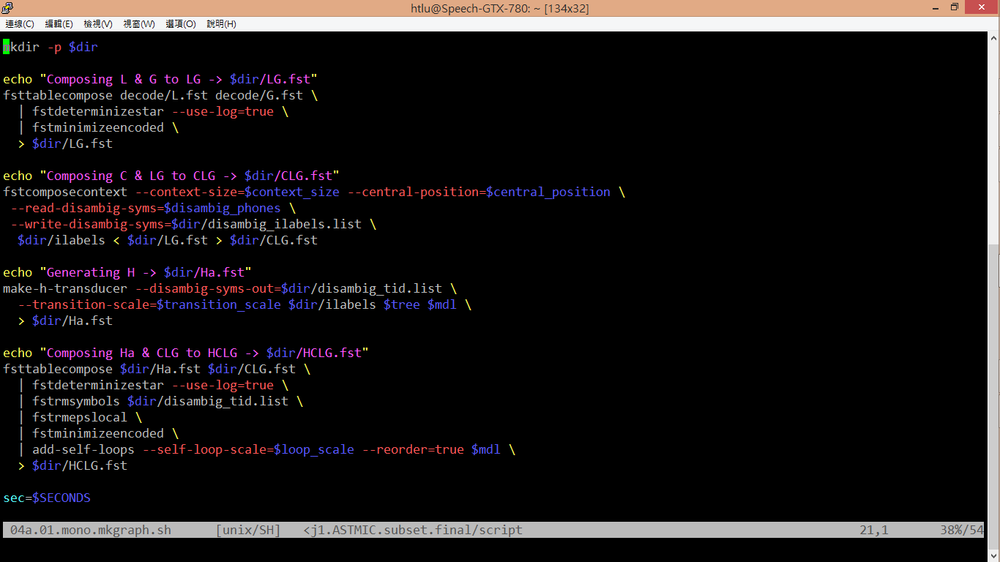 htlu@Speech-GTX-780: ~ [134x32]
連線(C) 編輯(E) 檢視(V) 視窗(W) 選項(O) 說明(H)
mkdir -p $dir
echo "Composing L & G to LG -> $dir/LG.fst"
fsttablecompose decode/L.fst decode/G.fst \
| fstdeterminizestar --use-log=true \
| fstminimizeencoded \
> $dir/LG.fst
echo "Composing C & LG to CLG -> $dir/CLG.fst"
fstcomposecontext --context-size=$context_size --central-position=$central_position \
--read-disambig-syms=$disambig_phones \
--write-disambig-syms=$dir/disambig_ilabels.list \
$dir/ilabels < $dir/LG.fst > $dir/CLG.fst
echo "Generating H -> $dir/Ha.fst"
make-h-transducer --disambig-syms-out=$dir/disambig_tid.list \
--transition-scale=$transition_scale $dir/ilabels $tree $mdl \
> $dir/Ha.fst
echo "Composing Ha & CLG to HCLG -> $dir/HCLG.fst"
fsttablecompose $dir/Ha.fst $dir/CLG.fst \
| fstdeterminizestar --use-log=true \
| fstrmsymbols $dir/disambig_tid.list \
| fstrmepslocal \
| fstminimizeencoded \
| add-self-loops --self-loop-scale=$loop_scale --reorder=true $mdl \
> $dir/HCLG.fst
sec=$SECONDS
04a.01.mono.mkgraph.sh [unix/SH] <j1.ASTMIC.subset.final/script 21,1 38%/54